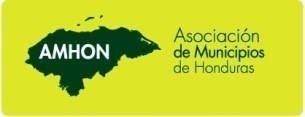 AMHON
Asociación
de Municipios
de Honduras